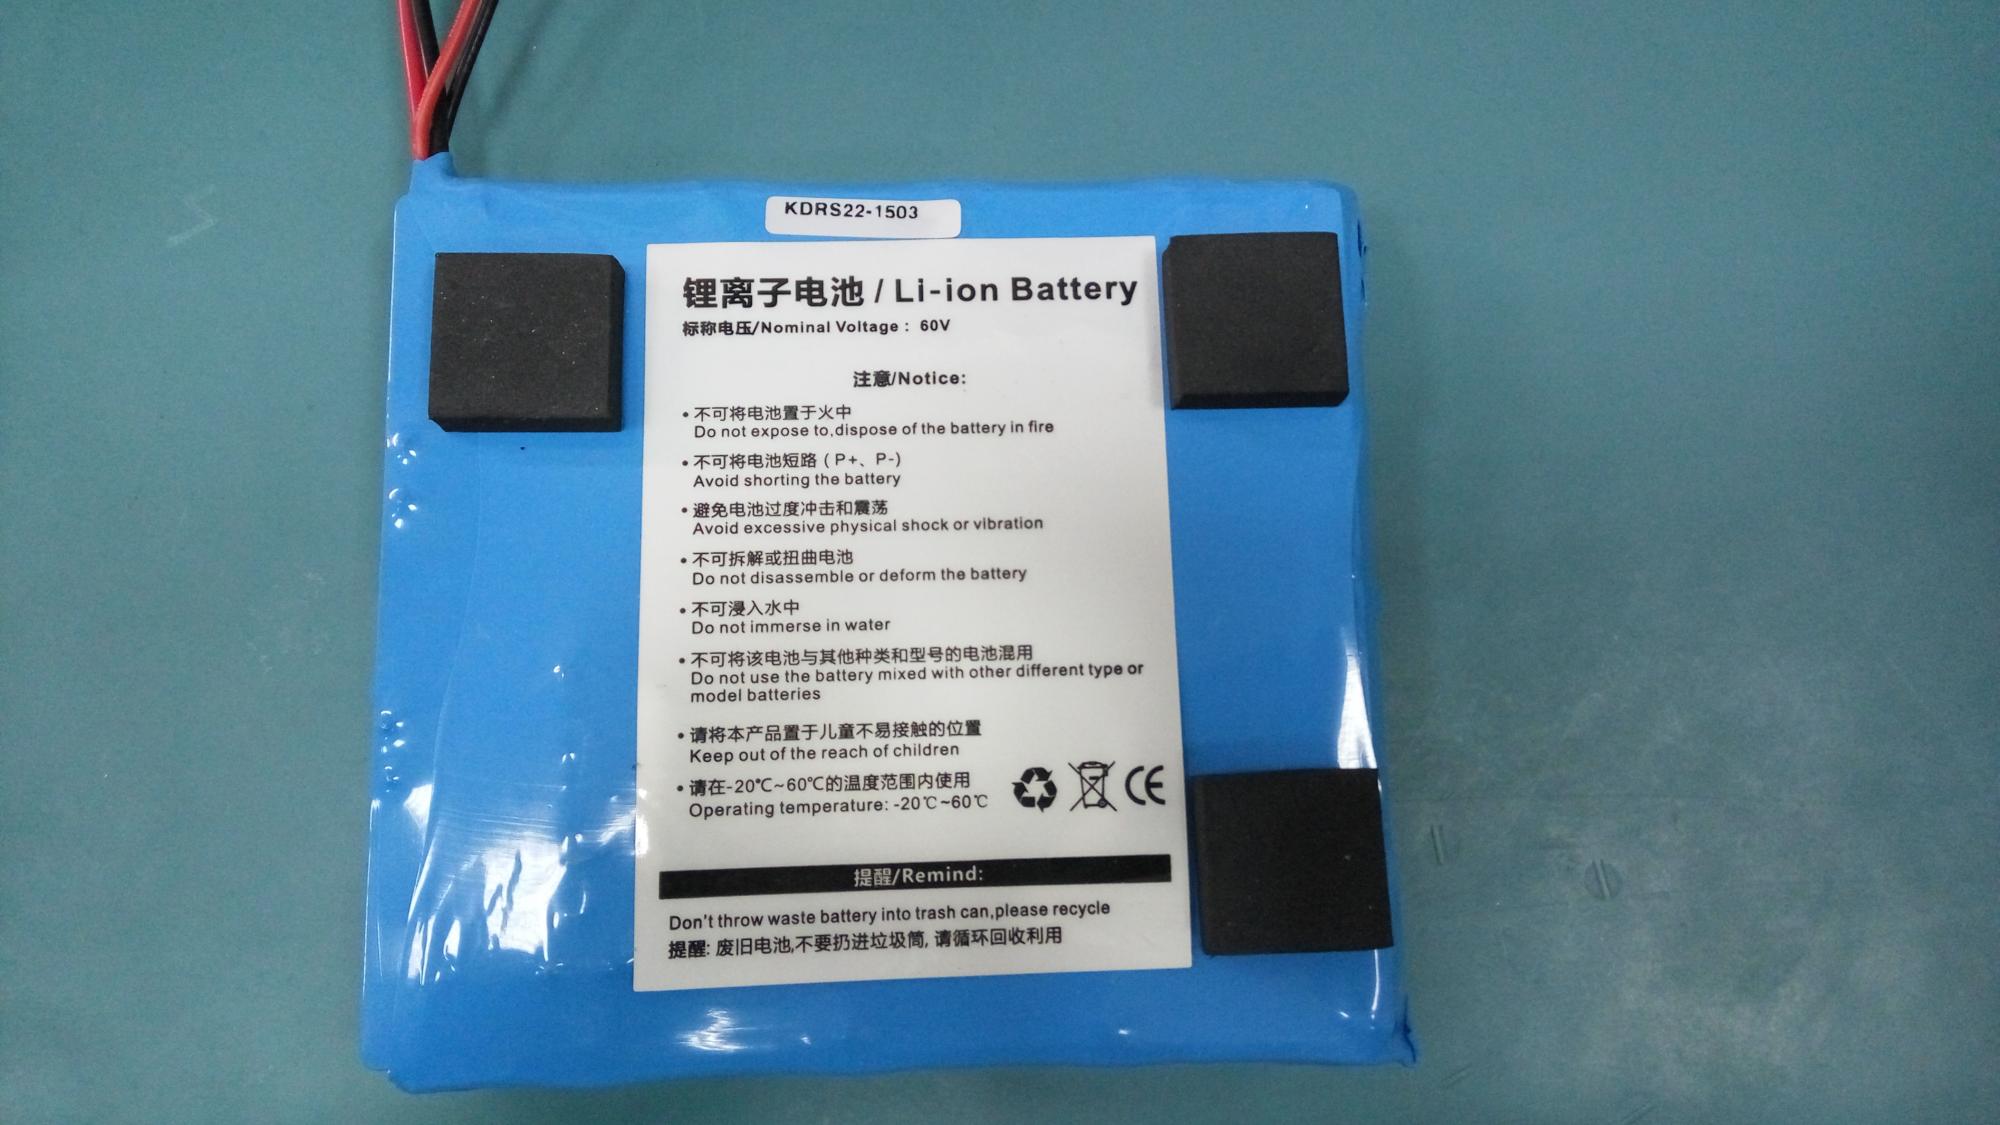 KDRS22-1503
锂离子电池 / Li-ion Battery
标称电压/Nominal Voltage : 60V
注意/Notice:
• 不可将电池置于火中
Do not expose to,dispose of the battery in fire
• 不可将电池短路 ( P+、P-)
Avoid shorting the battery
• 避免电池过度冲击和震荡
Avoid excessive physical shock or vibration
• 不可拆解或扭曲电池
Do not disassemble or deform the battery
• 不可浸入水中
Do not immerse in water
• 不可将该电池与其他种类和型号的电池混用
Do not use the battery mixed with other different type or
model batteries
• 请将本产品置于儿童不易接触的位置
Keep out of the reach of children
• 请在-20℃~60℃的温度范围内使用
Operating temperature: -20℃~60℃
CE
提醒/Remind:
Don't throw waste battery into trash can,please recycle
提醒: 废旧电池,不要扔进垃圾筒, 请循环回收利用